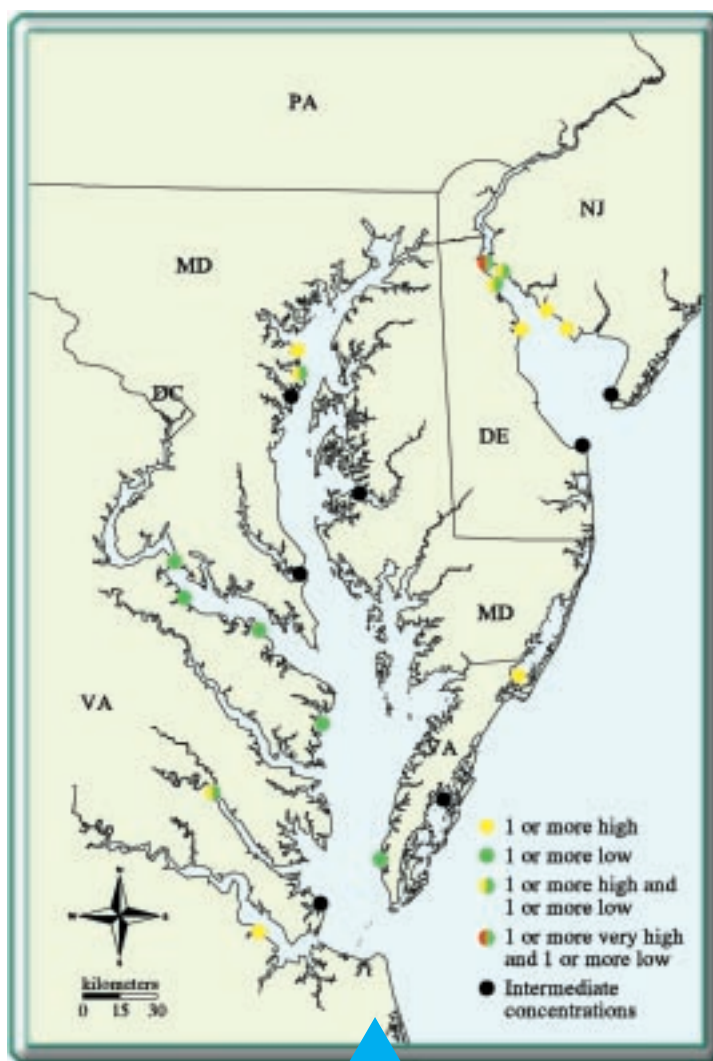 PA
NJ
MD
DC
DE
MD
VA
VA
1 or more high
1 or more low
1 or more high and
1 or more low
1 or more very high
and 1 or more low
Intermediate
concentrations
N
W
E
S
kilometers
0 15 30